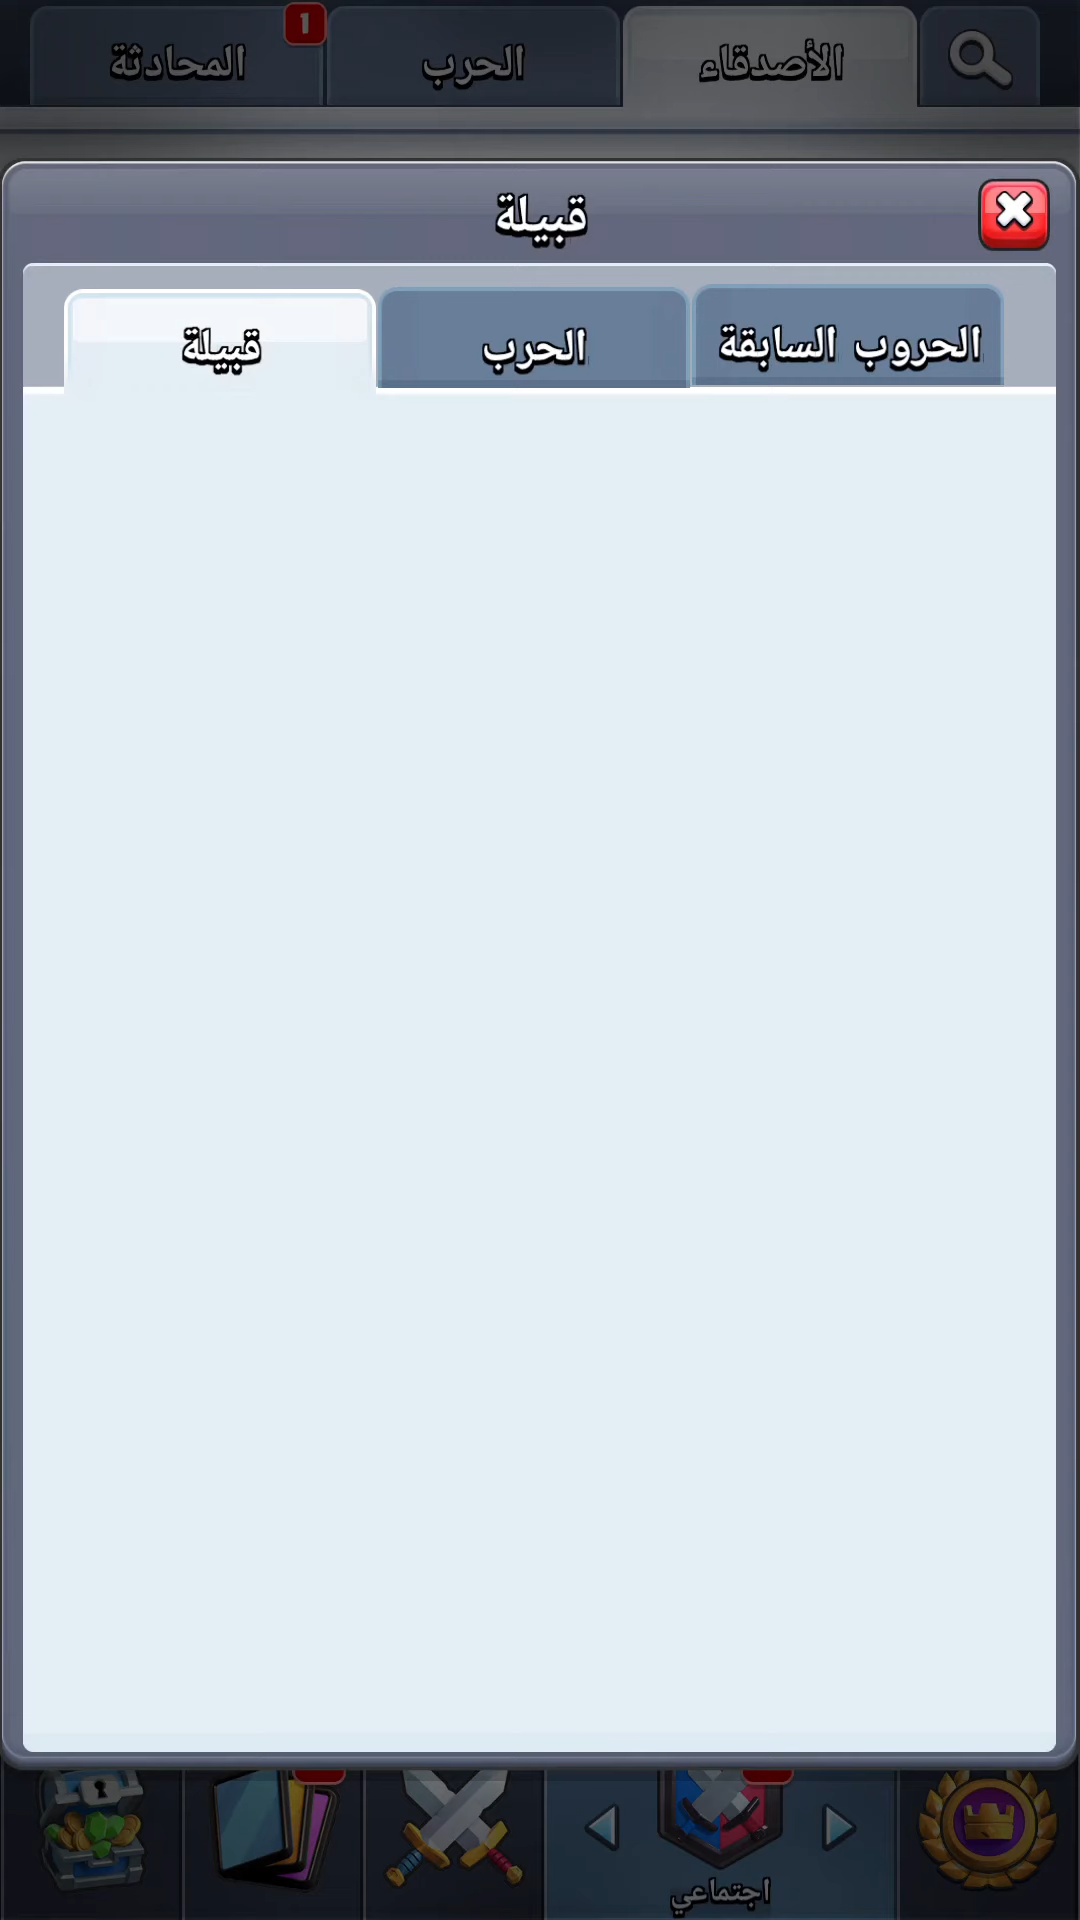 الأصدقاء الحرب المحادثة 1
قبيلة
الحروب السابقة الحرب قبيلة
اجتماعي